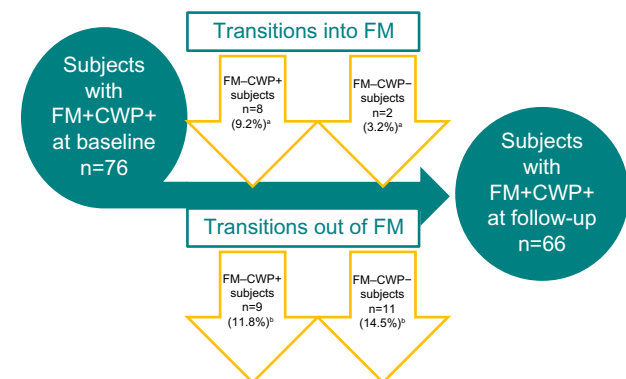 Transitions into FM
Subjects
with
FM+CWP+
at baseline
n=76
FM–CWP+
subjects
n=8
(9.2%)ᵃ
FM–CWP−
subjects
n=2
(3.2%)ᵃ
Subjects
with
FM+CWP+
at follow-up
n=66
Transitions out of FM
FM–CWP+
subjects
n=9
(11.8%)ᵇ
FM–CWP−
subjects
n=11
(14.5%)ᵇ